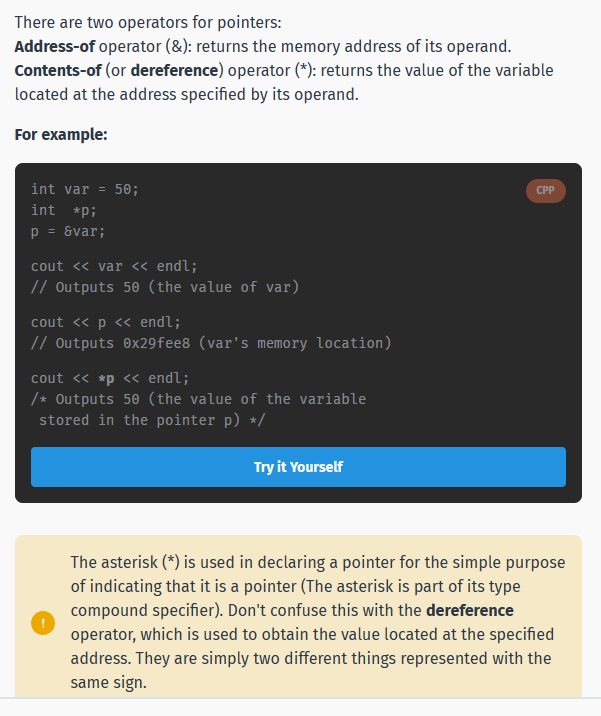 There are two operators for pointers:
Address-of operator (&): returns the memory address of its operand.
Contents-of (or dereference) operator (*): returns the value of the variable
located at the address specified by its operand.
For example:
int var = 50;
CPP
int  *p;
p = &var;
cout << var << endl;
// Outputs 50 (the value of var)
cout << p << endl;
// Outputs 0x29fee8 (var's memory location)
cout << *p << endl;
/* Outputs 50 (the value of the variable
 stored in the pointer p) */
Try it Yourself
The asterisk (*) is used in declaring a pointer for the simple purpose
of indicating that it is a pointer (The asterisk is part of its type
compound specifier). Don't confuse this with the dereference
operator, which is used to obtain the value located at the specified
address. They are simply two different things represented with the
same sign.